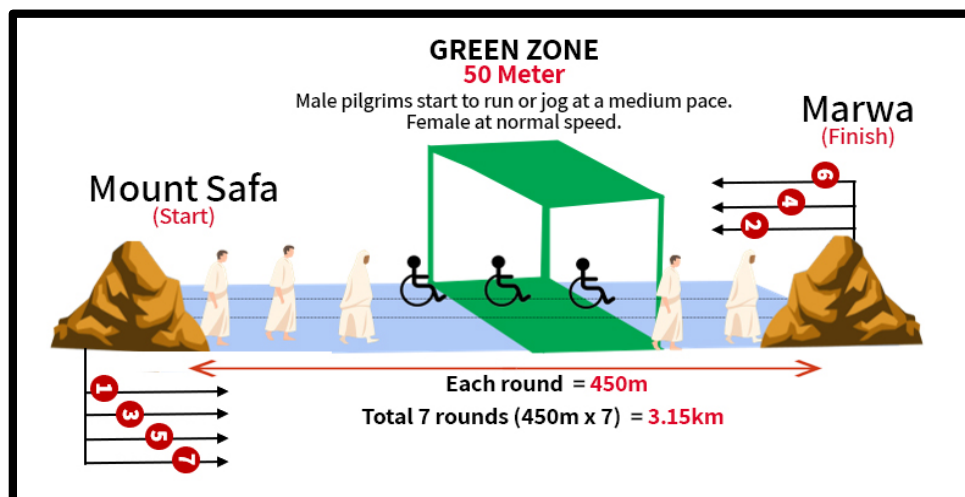 GREEN ZONE
50 Meter
Male pilgrims start to run or jog at a medium pace.
Female at normal speed.
Marwa
(Finish)
6
4
2
Mount Safa
(Start)
Each round = 450m
Total 7 rounds (450m x 7) = 3.15km
1
3
5
7